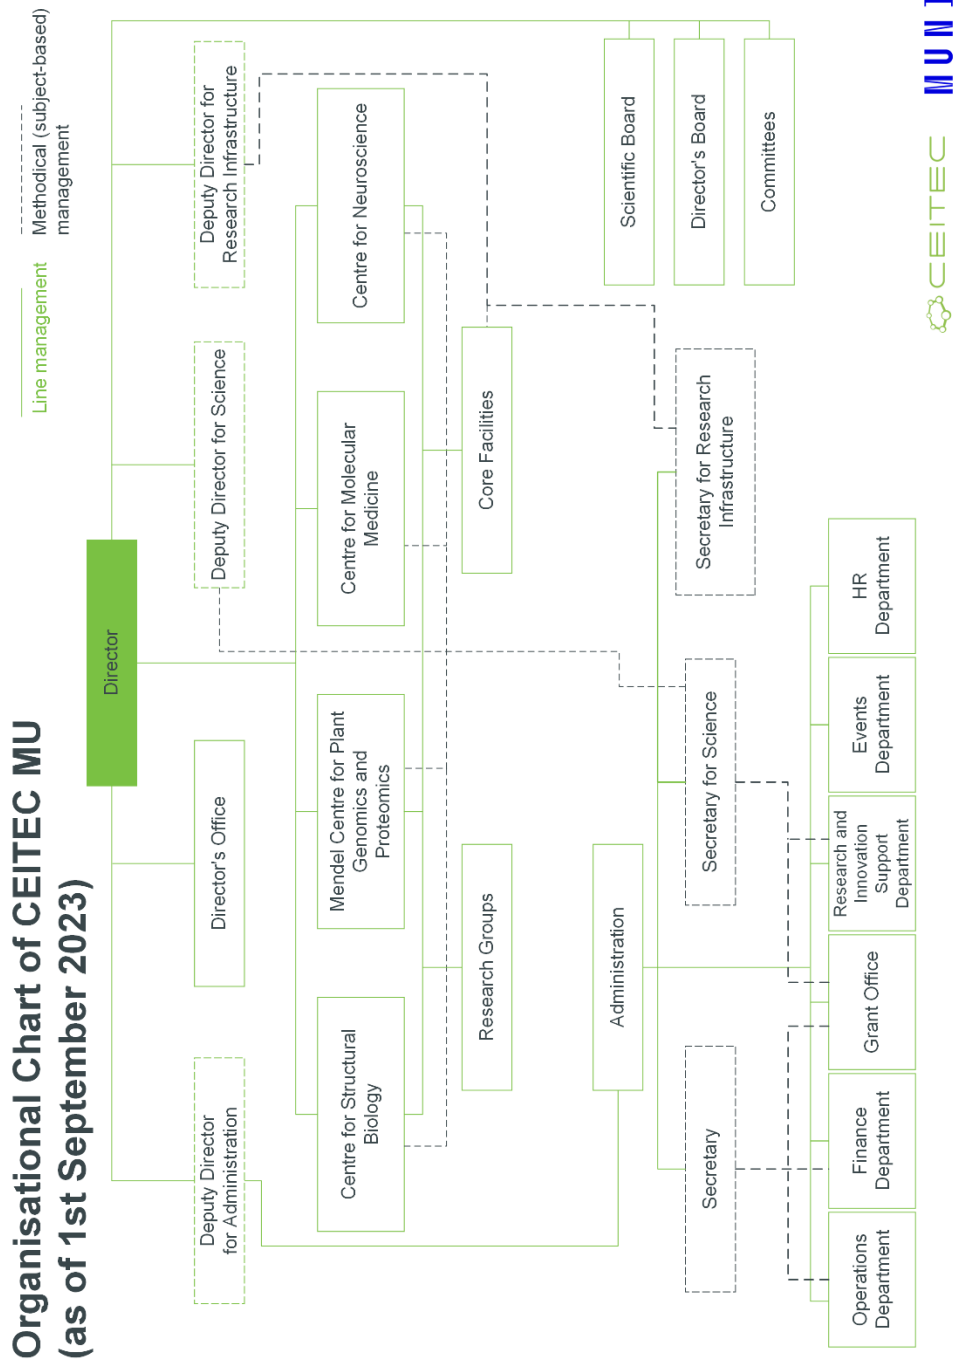 Organisational Chart of CEITEC MU
(as of 1st September 2023)
Line management
Methodical (subject-based)
management
Director
Deputy Director
for Administration
Director's Office
Deputy Director for Science
Deputy Director for
Research Infrastructure
Centre for Structural
Biology
Mendel Centre for Plant
Genomics and
Proteomics
Centre for Molecular
Medicine
Centre for Neuroscience
Research Groups
Core Facilities
Administration
Scientific Board
Director's Board
Committees
Secretary
Secretary for Science
Secretary for Research
Infrastructure
Operations
Department
Finance
Department
Grant Office
Research and
Innovation
Support
Department
Events
Department
HR
Department
CEITEC
MUN